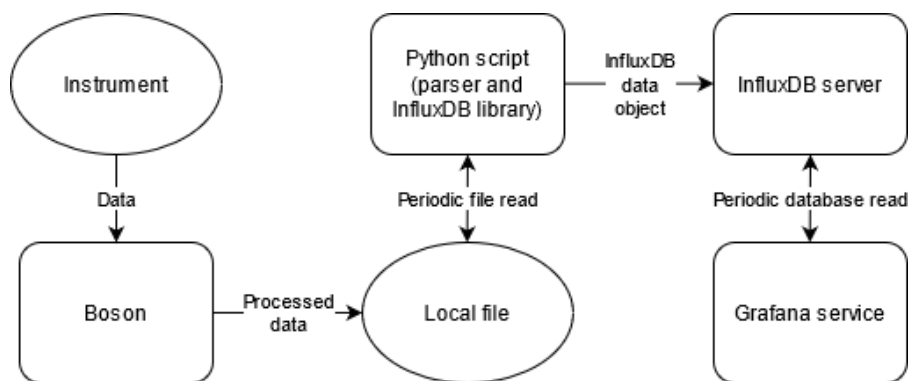 Instrument
Python script
(parser and
InfluxDB library)
InfluxDB
data
object
InfluxDB server
Data
Periodic file read
Periodic database read
Boson
Processed
data
Local file
Grafana service